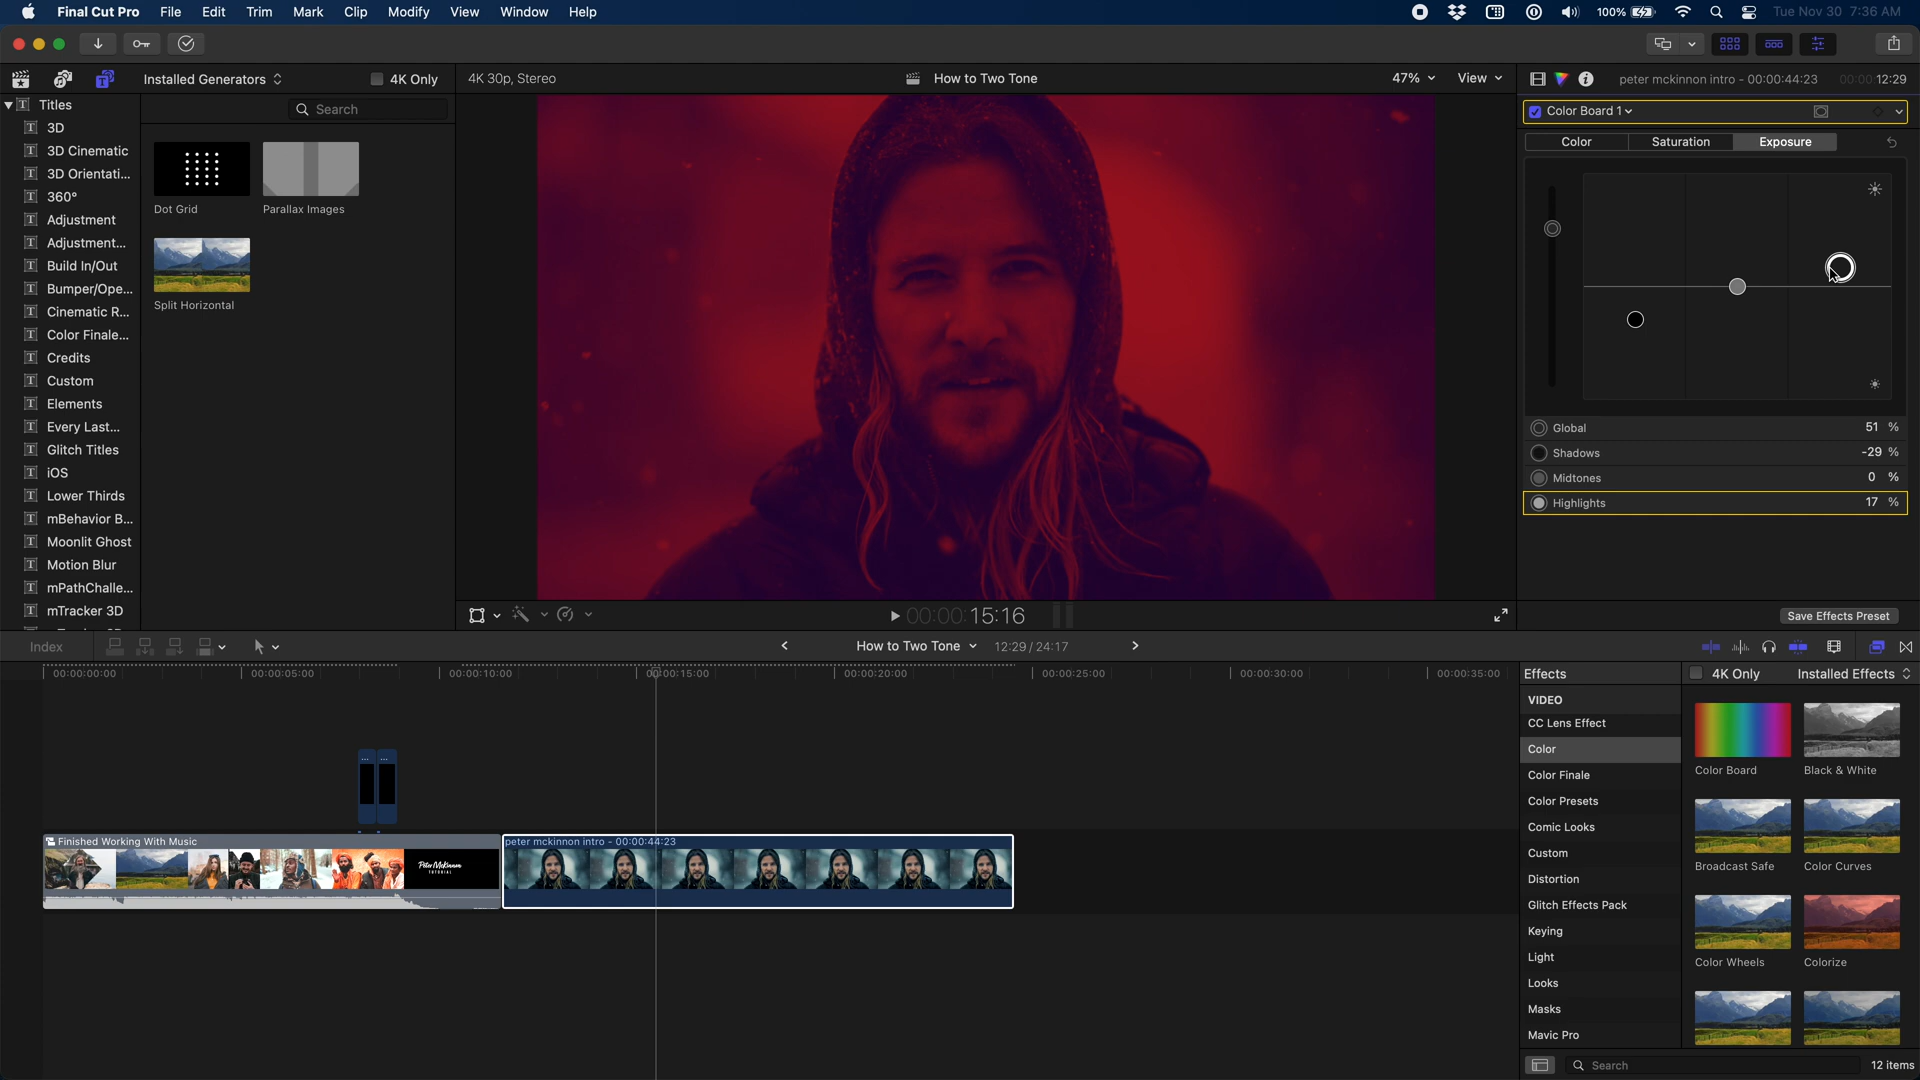 Final Cut Pro File Edit Trim Mark Clip Modify View Window Help 100% Tue Nov 30 7:36 AM
Installed Generators 4K Only 4K 30p, Stereo How to Two Tone 47% View peter mckinnon intro - 00:00:44:23 00:00:12:29
Titles
3D
3D Cinematic
3D Orientati...
360°
Adjustment
Adjustment...
Build In/Out
Bumper/Ope...
Cinematic R...
Color Finale...
Credits
Custom
Elements
Every Last...
Glitch Titles
iOS
Lower Thirds
mBehavior B...
Moonlit Ghost
Motion Blur
mPathChalle...
mTracker 3D
Search
Dot Grid Parallax Images
Split Horizontal
Color Board 1
Color Saturation Exposure
Global 51 %
Shadows -29 %
Midtones 0 %
Highlights 17 %
00:00:00:15:16
Save Effects Preset
Index How to Two Tone 12:29 / 24:17
00:00:00:00 00:00:05:00 00:00:10:00 00:00:15:00 00:00:20:00 00:00:25:00 00:00:30:00 00:00:35:00
Finished Working With Music peter mckinnon intro - 00:00:44:23
Peter McKinnon
TUTORIAL
Effects 4K Only Installed Effects
VIDEO
CC Lens Effect
Color
Color Finale
Color Presets
Comic Looks
Custom
Distortion
Glitch Effects Pack
Keying
Light
Looks
Masks
Mavic Pro
Color Board Black & White
Broadcast Safe Color Curves
Color Wheels Colorize
Search 12 items